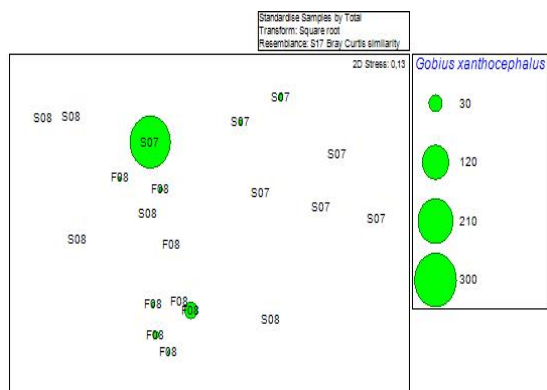 Standardise Samples by Total
Transform: Square root
Resemblance: S17 Bray Curtis similarity
2D Stress: 0,13
Gobius xanthocephalus
30
120
210
300
S07
S07
S08
S08
S07
S07
F08
F08
S07
S08
S07
S07
S08
F08
F08
F08
F08
S08
F08
F08